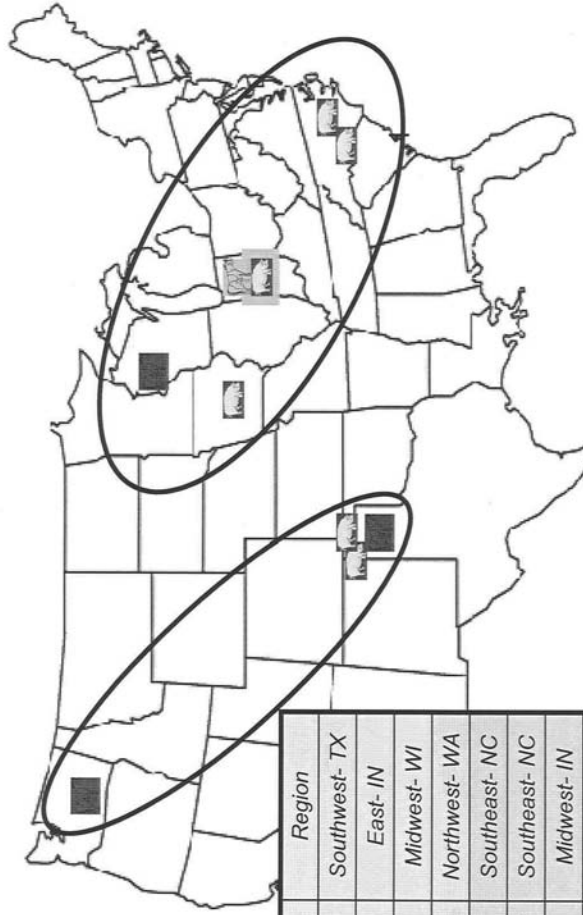 Region
Southwest- TX
East- IN
Midwest- WI
Northwest- WA
Southeast- NC
Southeast- NC
Midwest- IN